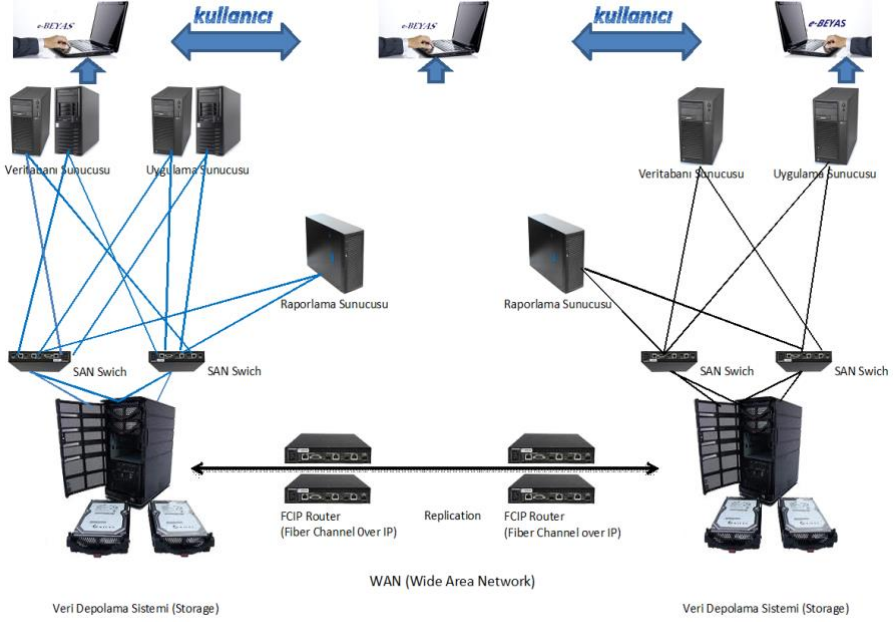 kullanıcı
kullanıcı
e-BEYAS
e-BEYAS
e-BEYAS
Veritabanı Sunucusu
Uygulama Sunucusu
Veritabanı Sunucusu
Uygulama Sunucusu
Raporlama Sunucusu
Raporlama Sunucusu
SAN Swich
SAN Swich
SAN Swich
SAN Swich
FCIP Router
(Fiber Channel Over IP)
Replication
FCIP Router
(Fiber Channel over IP)
WAN (Wide Area Network)
Veri Depolama Sistemi (Storage)
Veri Depolama Sistemi (Storage)